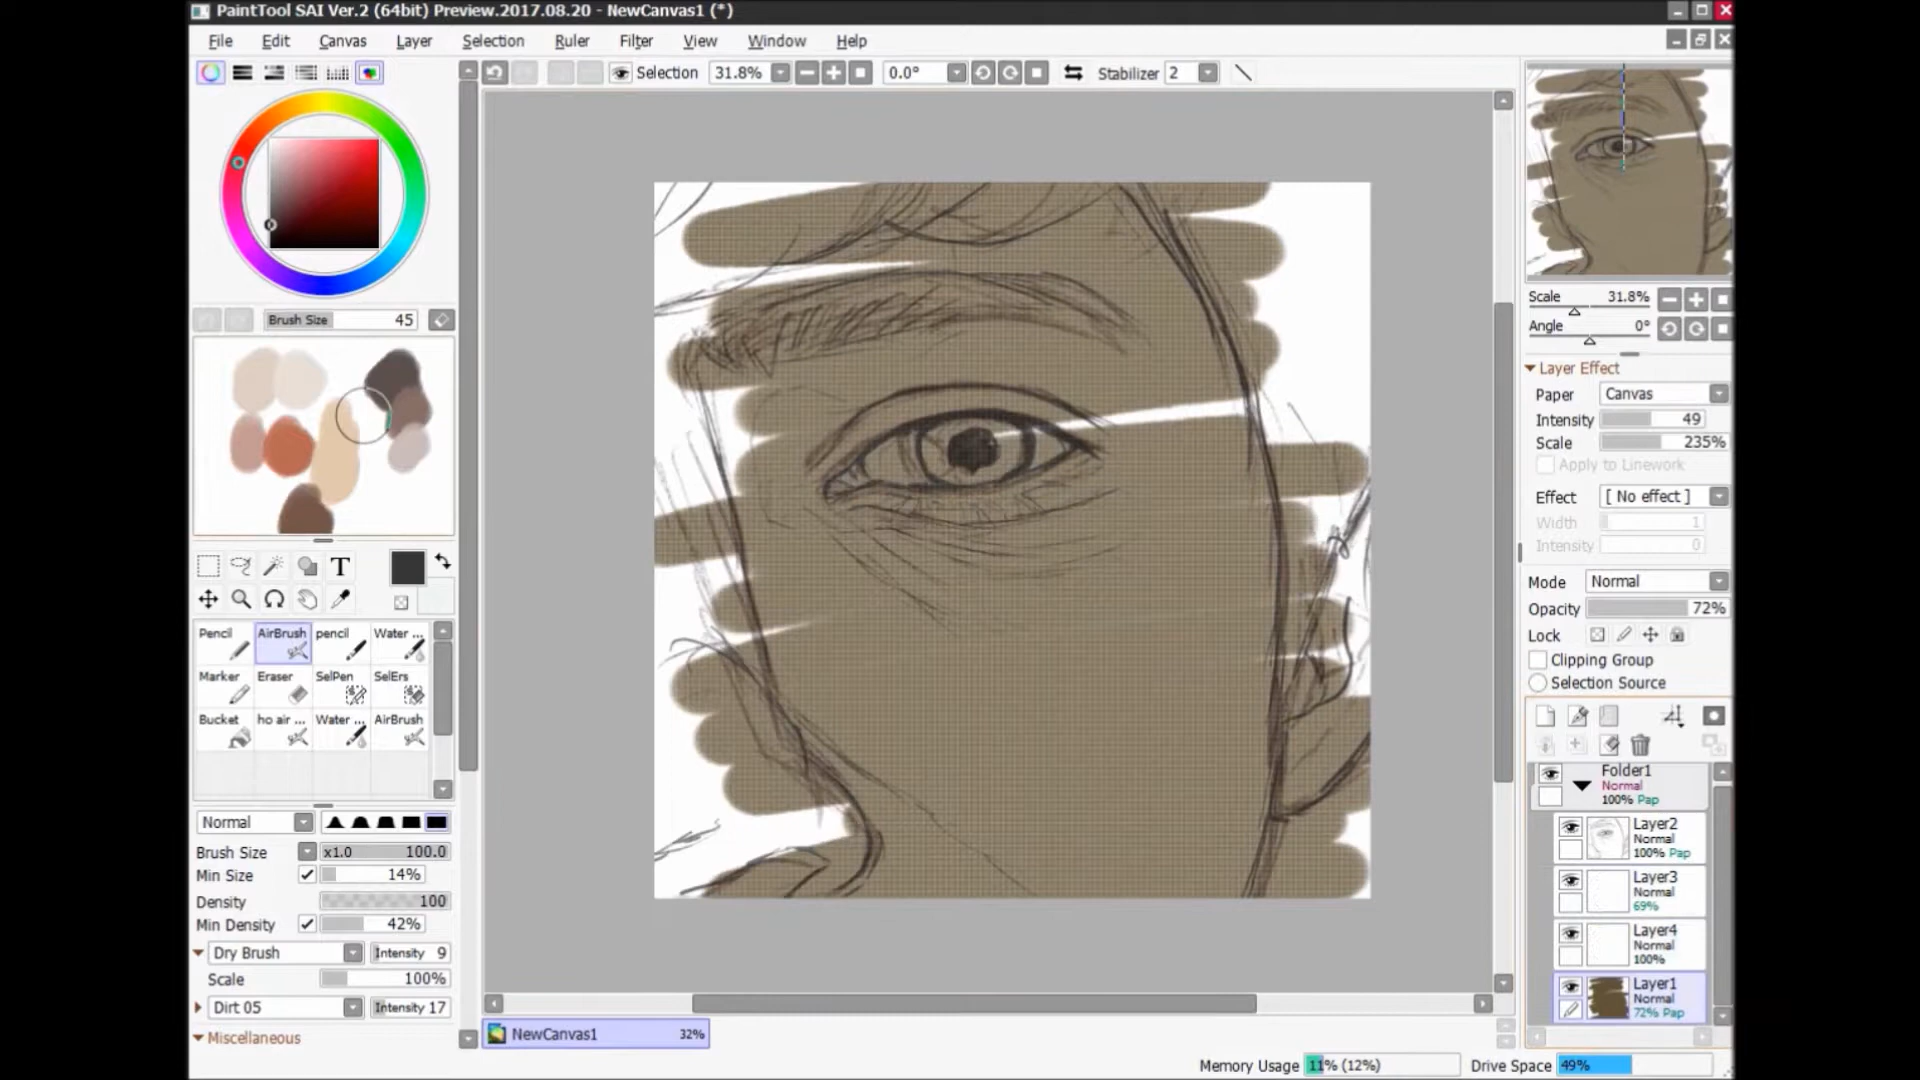 PaintTool SAI Ver.2 (64bit) Preview.2017.08.20 - NewCanvas1 (*)
File Edit Canvas Layer Selection Ruler Filter View Window Help
Selection 31.8% 0.0° Stabilizer 2
Brush Size 45
T
Pencil AirBrush pencil Water ...
Marker Eraser SelPen SelErs
Bucket ho air ... Water ... AirBrush
Normal
Brush Size x1.0 100.0
Min Size 14%
Density 100
Min Density 42%
Dry Brush Intensity 9
Scale 100%
Dirt 05 Intensity 17
Miscellaneous
NewCanvas1 32%
Scale 31.8%
Angle 0°
Layer Effect
Paper Canvas
Intensity 49
Scale 235%
Apply to Linework
Effect [ No effect ]
Width 1
Intensity 0
Mode Normal
Opacity 72%
Lock
Clipping Group
Selection Source
Folder1
Normal
100% Pap
Layer2
Normal
100% Pap
Layer3
Normal
69%
Layer4
Normal
100%
Layer1
Normal
72% Pap
Memory Usage 11% (12%) Drive Space 49%